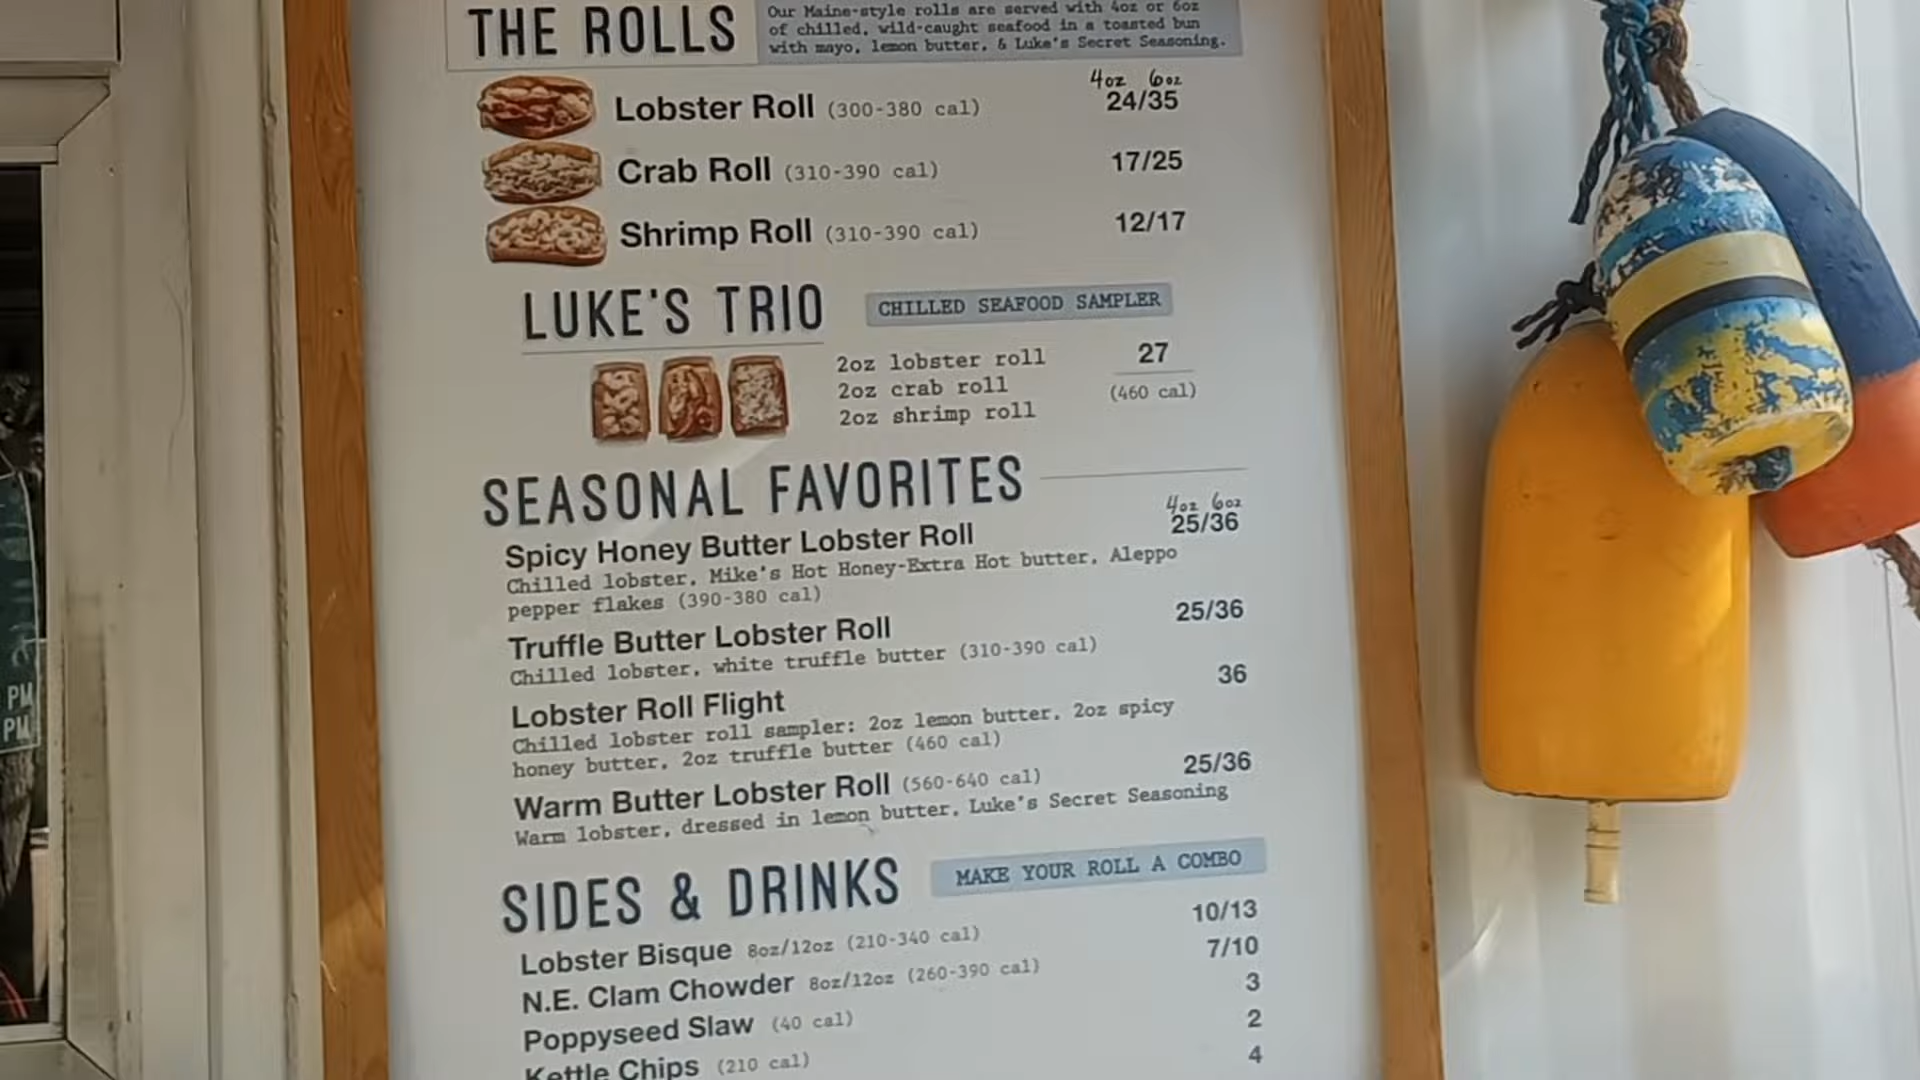 THE ROLLS
Our Maine-style rolls are served with 4oz or 6oz
of chilled, wild-caught seafood in a toasted bun
with mayo, lemon butter, & Luke's Secret Seasoning.
4oz 6oz
Lobster Roll (300-380 cal) 24/35
Crab Roll (310-390 cal) 17/25
Shrimp Roll (310-390 cal) 12/17
LUKE'S TRIO CHILLED SEAFOOD SAMPLER
2oz lobster roll 27
2oz crab roll (460 cal)
2oz shrimp roll
SEASONAL FAVORITES
4oz 6oz
Spicy Honey Butter Lobster Roll 25/36
Chilled lobster, Mike's Hot Honey-Extra Hot butter, Aleppo
pepper flakes (390-380 cal)
Truffle Butter Lobster Roll 25/36
Chilled lobster, white truffle butter (310-390 cal)
Lobster Roll Flight 36
Chilled lobster roll sampler: 2oz lemon butter, 2oz spicy
honey butter, 2oz truffle butter (460 cal)
Warm Butter Lobster Roll (560-640 cal) 25/36
Warm lobster, dressed in lemon butter, Luke's Secret Seasoning
SIDES & DRINKS MAKE YOUR ROLL A COMBO
Lobster Bisque 8oz/12oz (210-340 cal) 10/13
N.E. Clam Chowder 8oz/12oz (260-390 cal) 7/10
Poppyseed Slaw (40 cal) 3
Kettle Chips (210 cal) 2
4
PM
PM